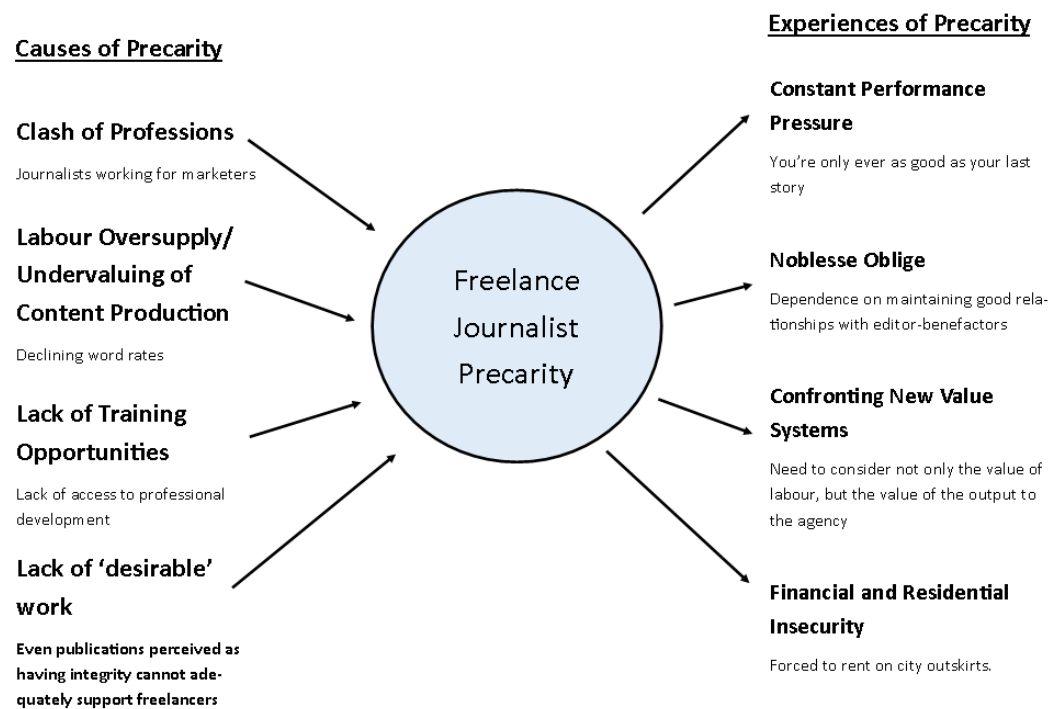 Causes of Precarity
Clash of Professions
Journalists working for marketers
Labour Oversupply/
Undervaluing of
Content Production
Declining word rates
Lack of Training
Opportunities
Lack of access to professional
development
Lack of ‘desirable’
work
Even publications perceived as
having integrity cannot ade-
quately support freelancers
Freelance
Journalist
Precarity
Experiences of Precarity
Constant Performance
Pressure
You’re only ever as good as your last
story
Noblesse Oblige
Dependence on maintaining good rela-
tionships with editor-benefactors
Confronting New Value
Systems
Need to consider not only the value of
labour, but the value of the output to
the agency
Financial and Residential
Insecurity
Forced to rent on city outskirts.